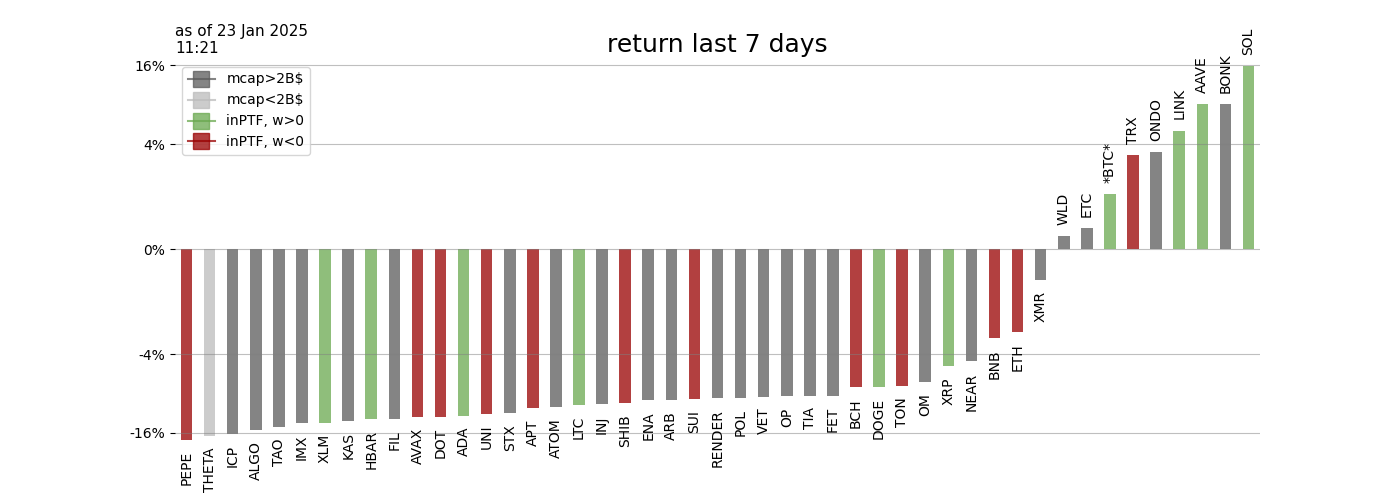 as of 23 Jan 2025
11:21
return last 7 days
16%
4%
0%
-4%
-16%
mcap>2B$
mcap<2B$
inPTF, w>0
inPTF, w<0
PEPE
THETA
ICP
ALGO
TAO
IMX
XLM
KAS
HBAR
FIL
AVAX
DOT
ADA
UNI
STX
APT
ATOM
LTC
INJ
SHIB
ENA
ARB
SUI
RENDER
POL
VET
OP
TIA
FET
BCH
DOGE
TON
OM
XRP
NEAR
BNB
ETH
XMR
WLD
ETC
*BTC*
TRX
ONDO
LINK
AAVE
BONK
SOL